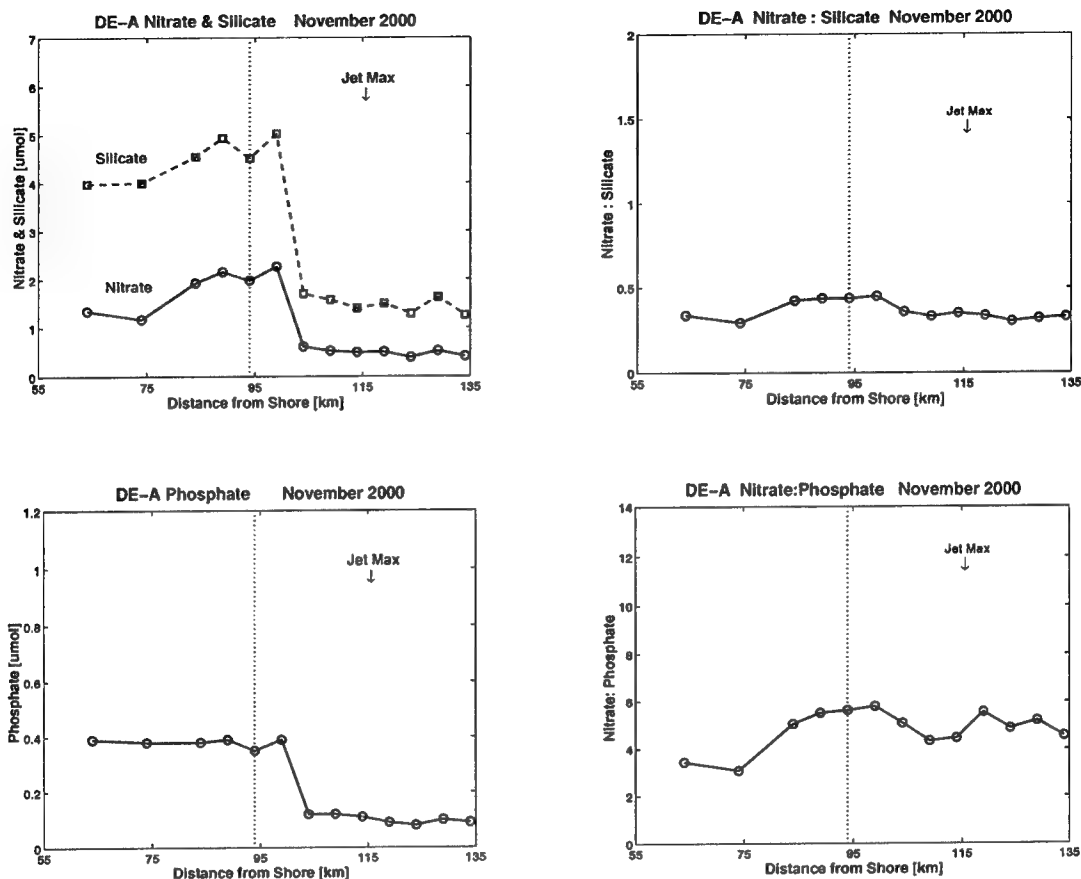 DE-A Nitrate & Silicate November 2000
7
6
5
4
3
2
1
0
Nitrate & Silicate [umol]
Jet Max
↓
Silicate
Nitrate
55 75 95 115 135
Distance from Shore [km]
DE-A Nitrate : Silicate November 2000
2
1.5
1
0.5
0
Nitrate : Silicate
Jet Max
↓
55 75 95 115 135
Distance from Shore [km]
DE-A Phosphate November 2000
1.2
1
0.8
0.6
0.4
0.2
0
Phosphate [umol]
Jet Max
↓
55 75 95 115 135
Distance from Shore [km]
DE-A Nitrate:Phosphate November 2000
14
12
10
8
6
4
2
0
Nitrate: Phosphate
Jet Max
↓
55 75 95 115 135
Distance from Shore [km]